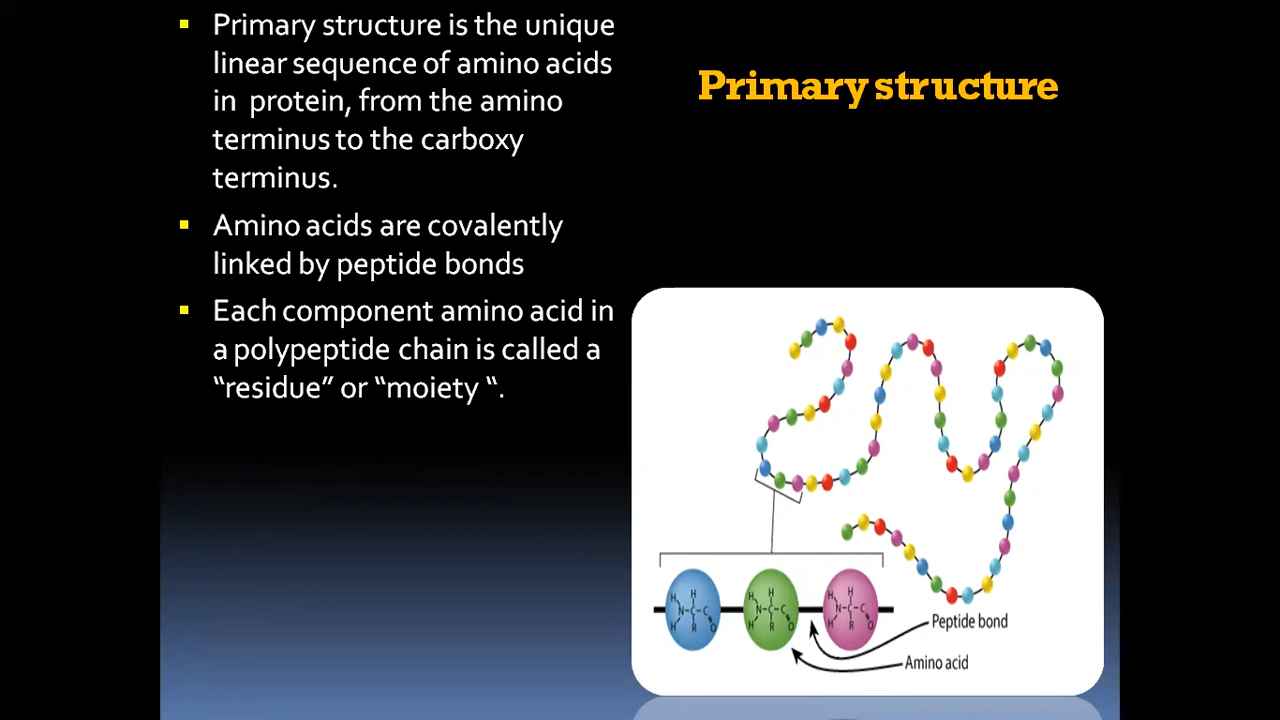 Primary structure is the unique
linear sequence of amino acids
in protein, from the amino
terminus to the carboxy
terminus.
Amino acids are covalently
linked by peptide bonds
Each component amino acid in
a polypeptide chain is called a
“residue” or “moiety “.
Primary structure
H H N C C O H R
H H N C C O H R
H H N C C O H R
Peptide bond
Amino acid